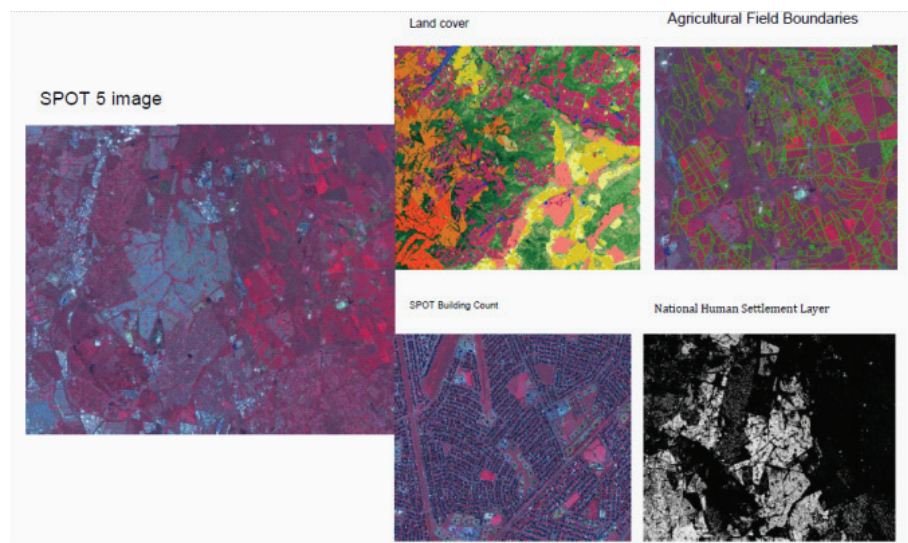 SPOT 5 image
Land cover
Agricultural Field Boundaries
SPOT Building Count
National Human Settlement Layer